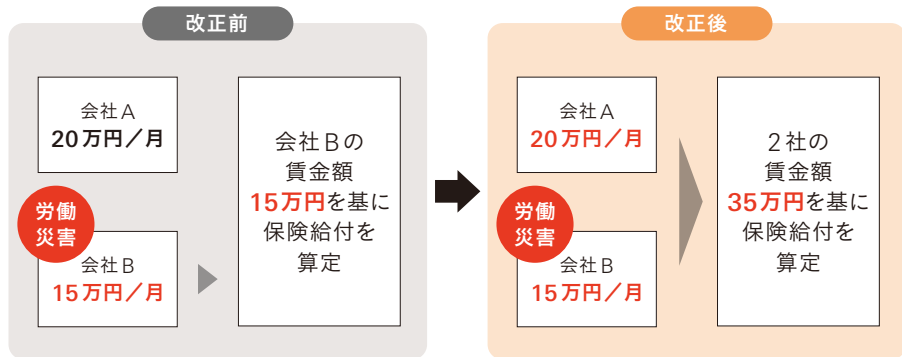 改正前
会社A
20万円／月
労働
災害
会社B
15万円／月
会社Bの
賃金額
15万円を基に
保険給付を
算定
改正後
会社A
20万円／月
労働
災害
会社B
15万円／月
2社の
賃金額
35万円を基に
保険給付を
算定